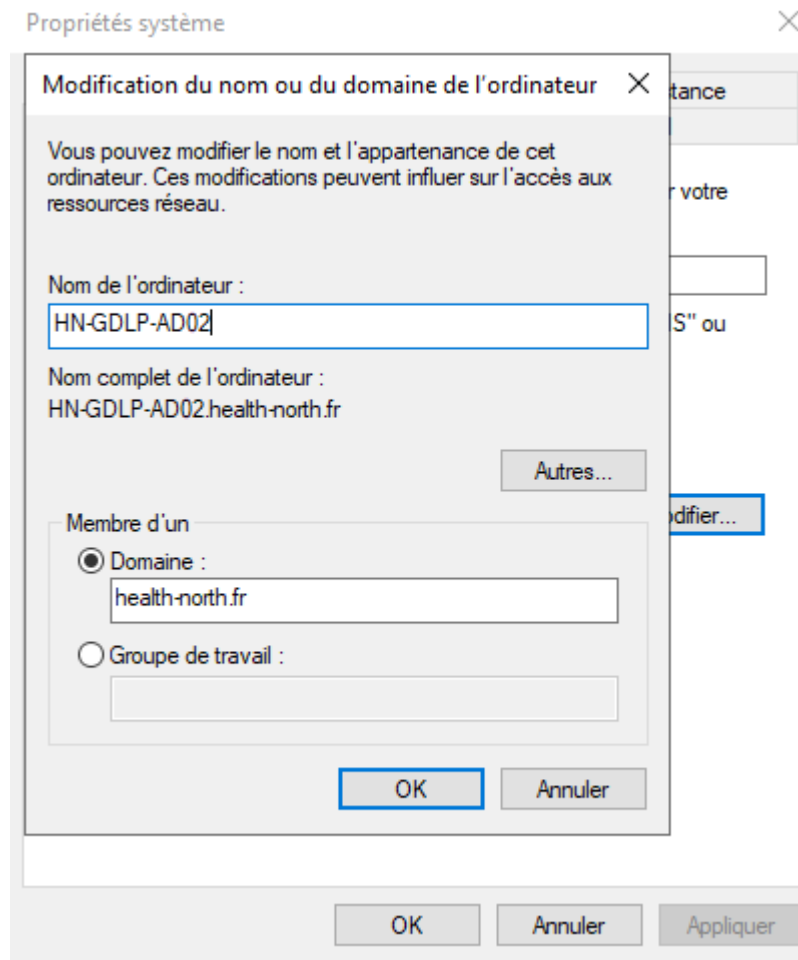 Propriétés système
Modification du nom ou du domaine de l'ordinateur
Vous pouvez modifier le nom et l'appartenance de cet
ordinateur. Ces modifications peuvent influer sur l'accès aux
ressources réseau.
Nom de l'ordinateur :
HN-GDLP-AD02
Nom complet de l'ordinateur :
HN-GDLP-AD02.health-north.fr
Autres...
Membre d'un
Domaine :
health-north.fr
Groupe de travail :
OK Annuler
votre
ou
OK Annuler Appliquer